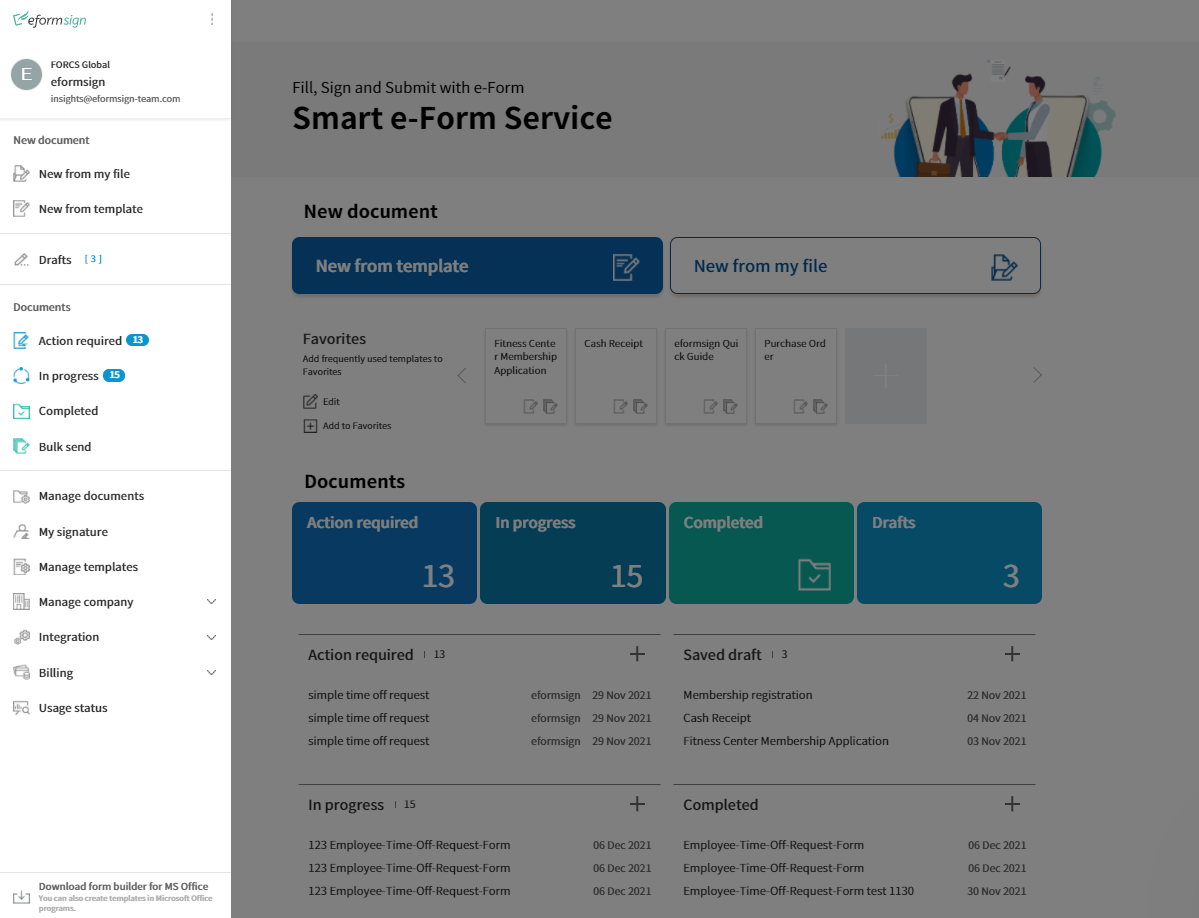 eformsign
E
FORCS Global
eformsign
insights@eformsign-team.com
New document
New from my file
New from template
Drafts [ 3 ]
Documents
Action required 13
In progress 15
Completed
Bulk send
Manage documents
My signature
Manage templates
Manage company
Integration
Billing
Usage status
Download form builder for MS Office
You can also create templates in Microsoft Office
programs.
Fill, Sign and Submit with e-Form
Smart e-Form Service
New document
New from template
New from my file
Favorites
Add frequently used templates to
Favorites
Edit
Add to Favorites
Fitness Cente
r Membership
Application
Cash Receipt
eformsign Qui
ck Guide
Purchase Ord
er
Documents
Action required
13
In progress
15
Completed
Drafts
3
Action required 13
simple time off request eformsign 29 Nov 2021
simple time off request eformsign 29 Nov 2021
simple time off request eformsign 29 Nov 2021
Saved draft 3
Membership registration 22 Nov 2021
Cash Receipt 04 Nov 2021
Fitness Center Membership Application 03 Nov 2021
In progress 15
123 Employee-Time-Off-Request-Form 06 Dec 2021
123 Employee-Time-Off-Request-Form 06 Dec 2021
123 Employee-Time-Off-Request-Form 06 Dec 2021
Completed
Employee-Time-Off-Request-Form 06 Dec 2021
Employee-Time-Off-Request-Form 06 Dec 2021
Employee-Time-Off-Request-Form test 1130 30 Nov 2021